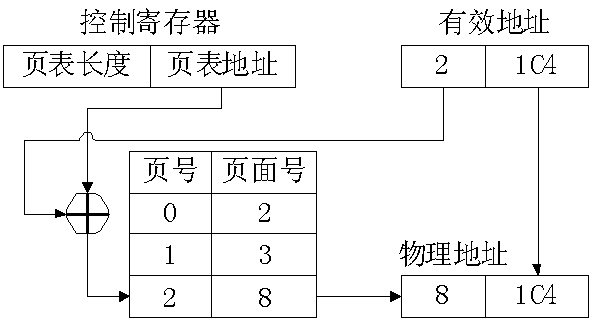 控制寄存器 有效地址
页表长度 页表地址 2 1C4
页号 页面号
0 2
1 3
物理地址
2 8 8 1C4